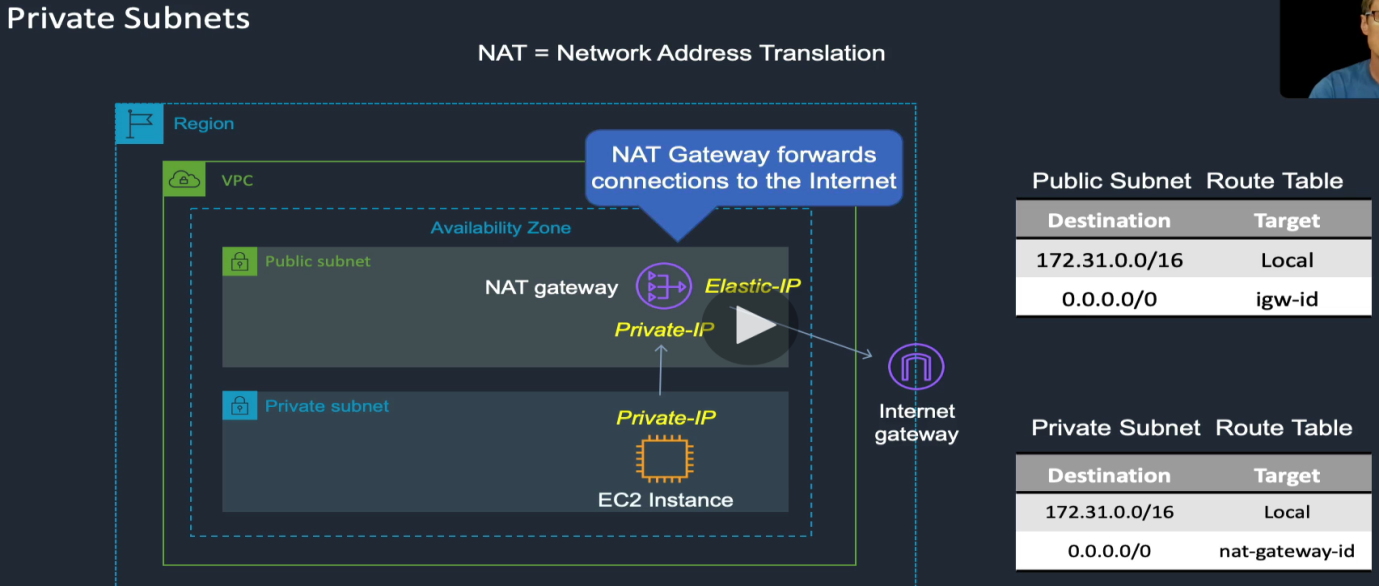 Private Subnets
NAT = Network Address Translation
Region
NAT Gateway forwards
connections to the Internet
VPC
Availability Zone
Public subnet
NAT gateway
Elastic-IP
Private-IP
Private subnet
Private-IP
EC2 Instance
Internet
gateway
Public Subnet Route Table
Destination Target
172.31.0.0/16 Local
0.0.0.0/0 igw-id
Private Subnet Route Table
Destination Target
172.31.0.0/16 Local
0.0.0.0/0 nat-gateway-id